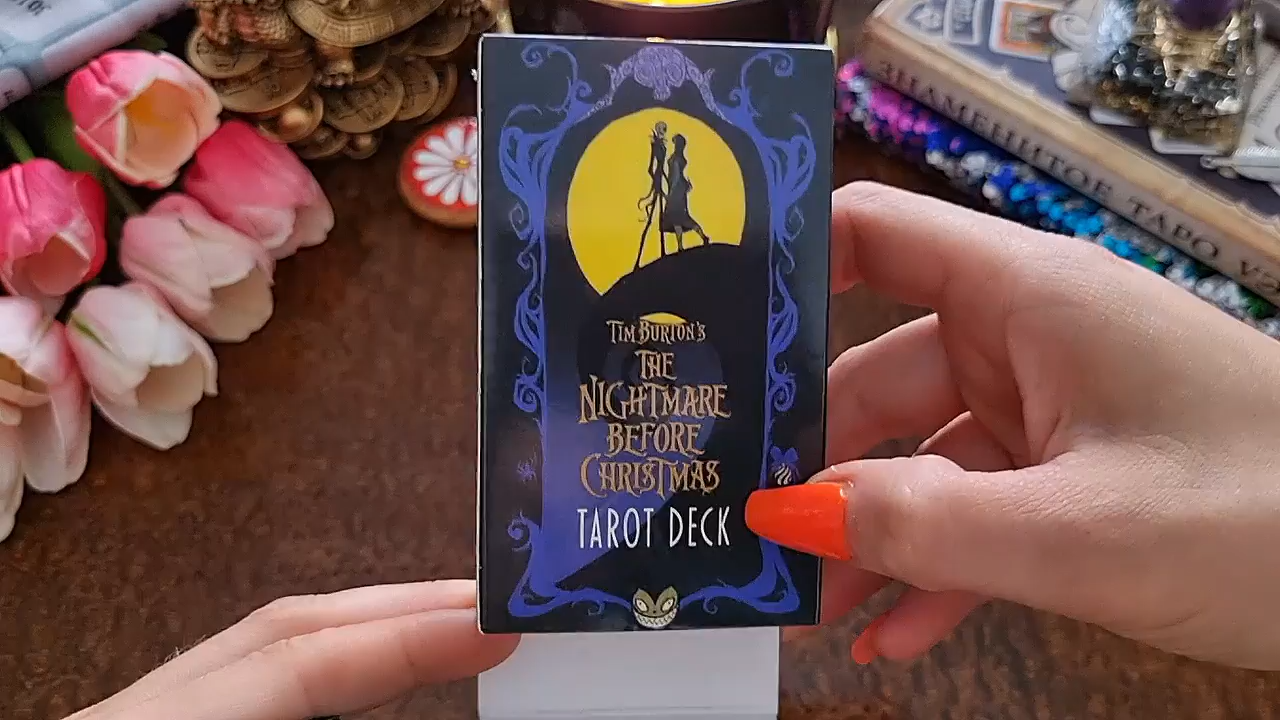 TIM BURTON'S
THE
NIGHTMARE
BEFORE
CHRISTMAS
TAROT DECK
ЗНАМЕНИТОЕ ТАРО